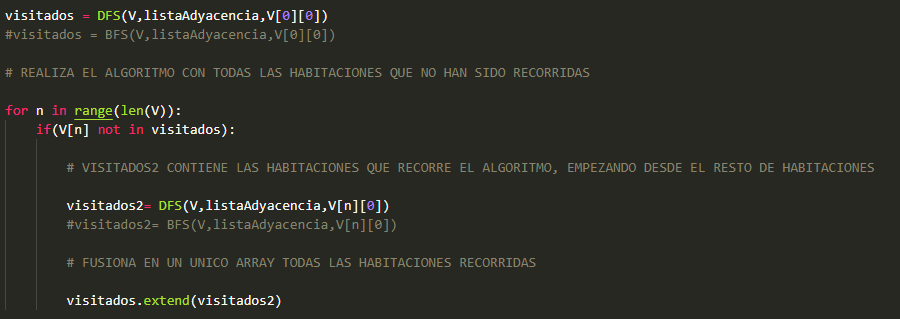 visitados = DFS(V,listaAdyacencia,V[0][0])
#visitados = BFS(V,listaAdyacencia,V[0][0])
# REALIZA EL ALGORITMO CON TODAS LAS HABITACIONES QUE NO HAN SIDO RECORRIDAS
for n in range(len(V)):
if(V[n] not in visitados):
# VISITADOS2 CONTIENE LAS HABITACIONES QUE RECORRE EL ALGORITMO, EMPEZANDO DESDE EL RESTO DE HABITACIONES
visitados2= DFS(V,listaAdyacencia,V[n][0])
#visitados2= BFS(V,listaAdyacencia,V[n][0])
# FUSIONA EN UN UNICO ARRAY TODAS LAS HABITACIONES RECORRIDAS
visitados.extend(visitados2)